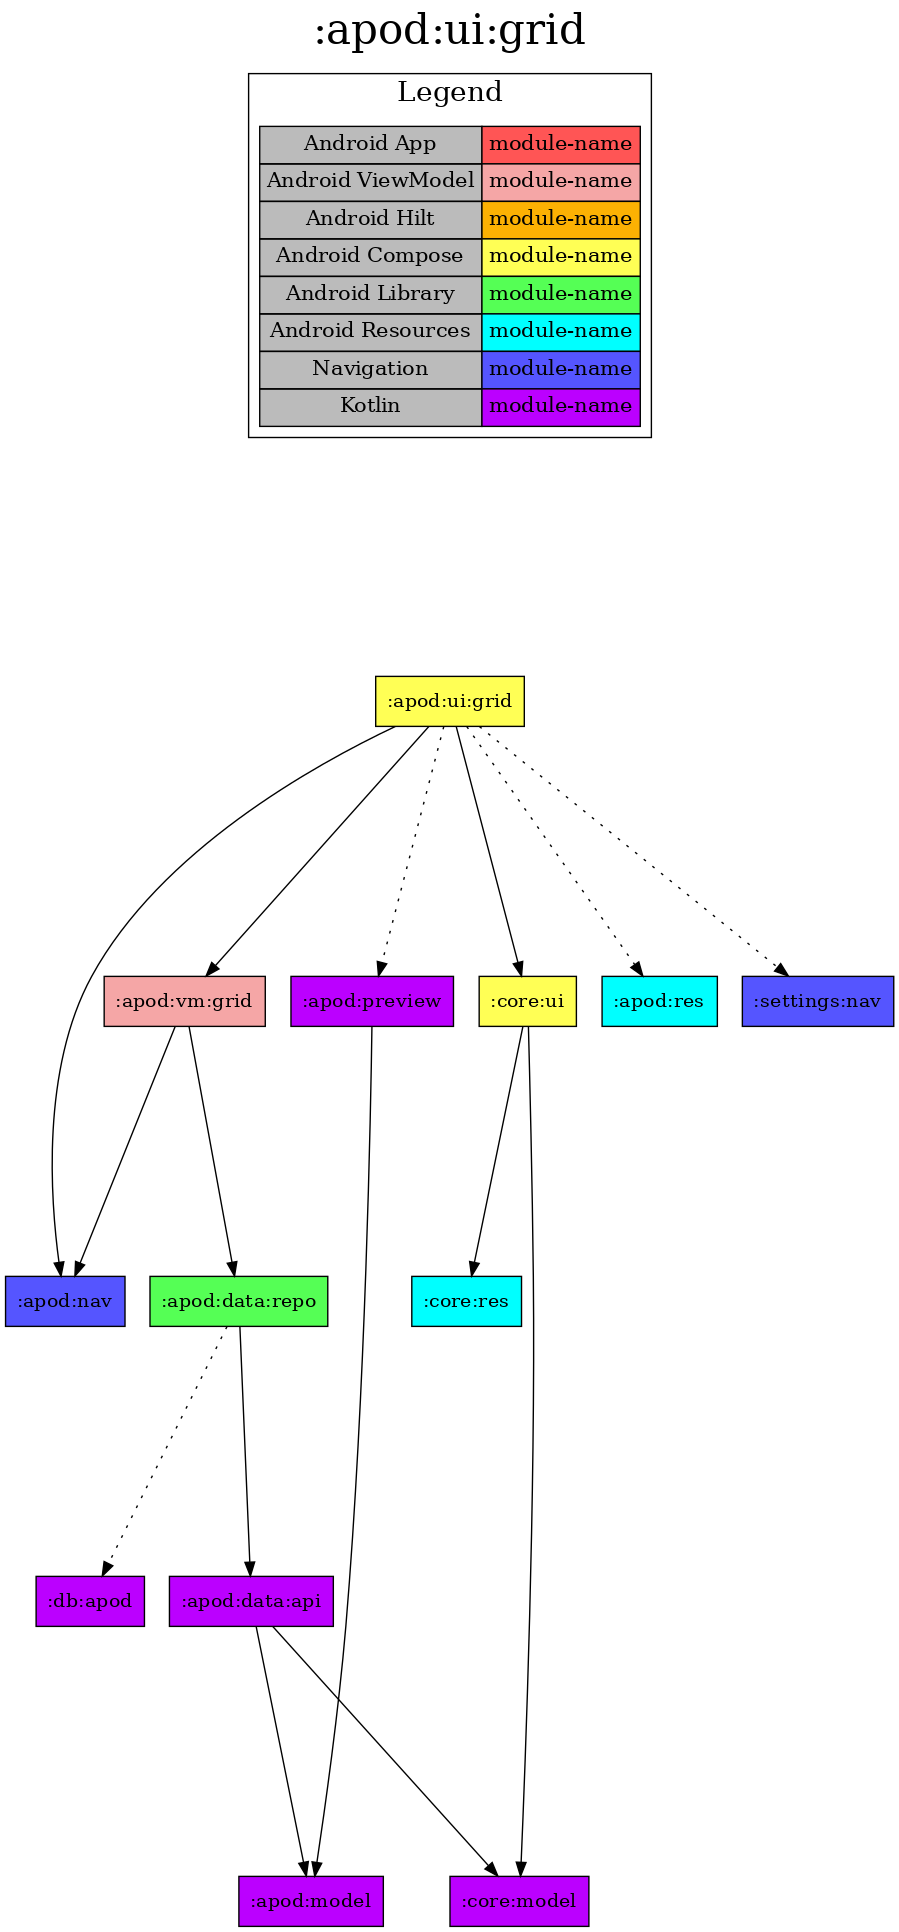 :apod:ui:grid
Legend
Android App module-name
Android ViewModel module-name
Android Hilt module-name
Android Compose module-name
Android Library module-name
Android Resources module-name
Navigation module-name
Kotlin module-name
:apod:ui:grid
:apod:vm:grid :apod:preview :core:ui :apod:res :settings:nav
:apod:nav :apod:data:repo :core:res
:db:apod :apod:data:api
:apod:model :core:model